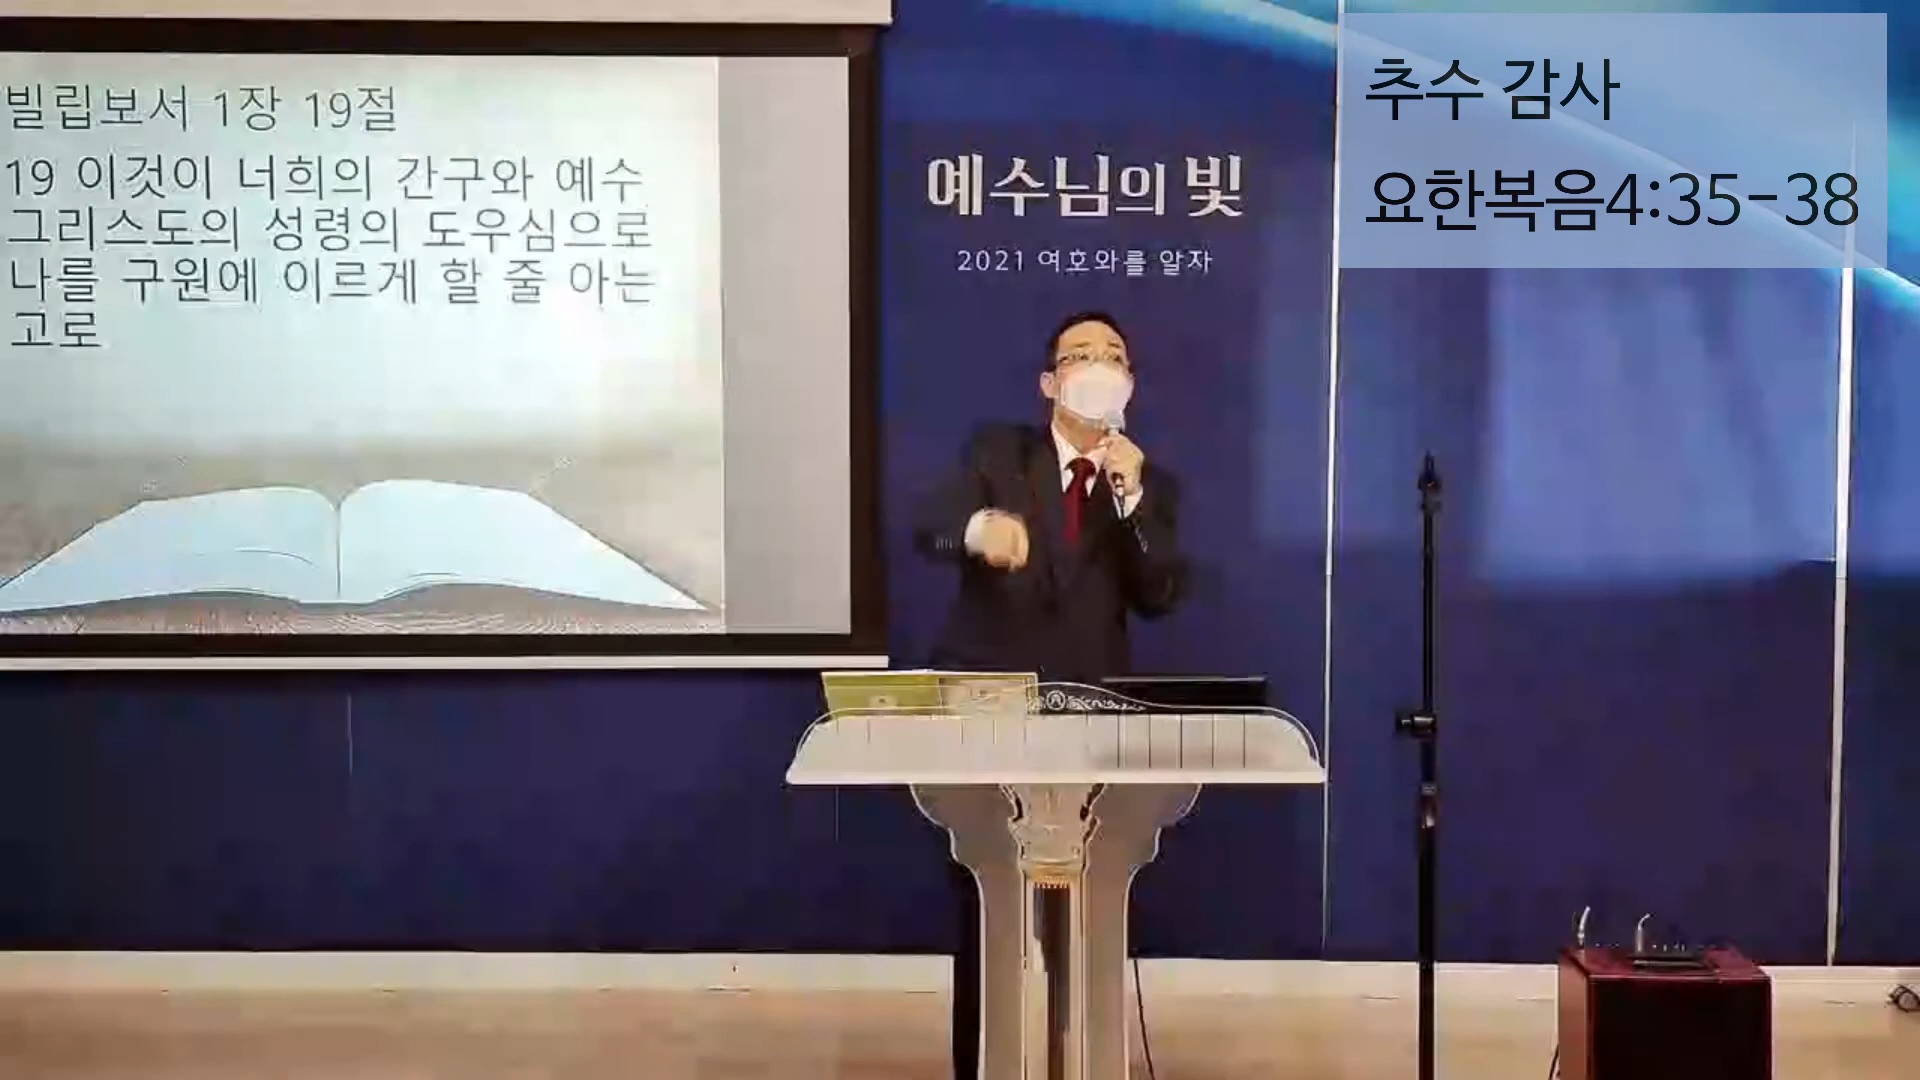 빌립보서 1장 19절
19 이것이 너희의 간구와 예수
그리스도의 성령의 도우심으로
나를 구원에 이르게 할 줄 아는
고로
예수님의 빛
2021 여호와를 알자
추수 감사
요한복음4:35-38